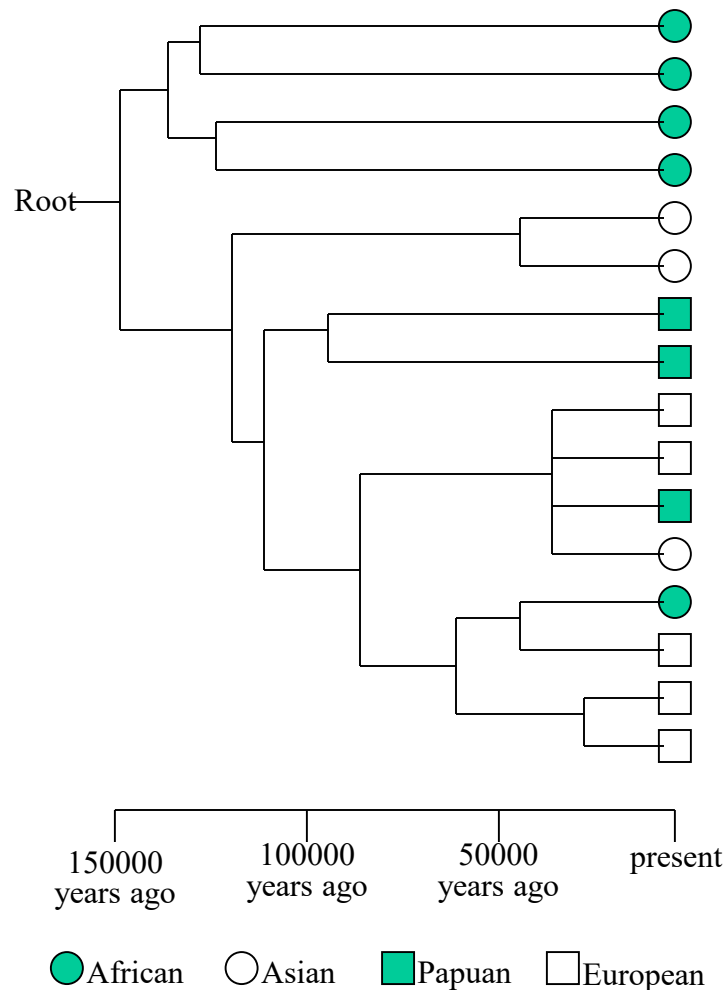 Root
150000
years ago
100000
years ago
50000
years ago
present
African
Asian
Papuan
European